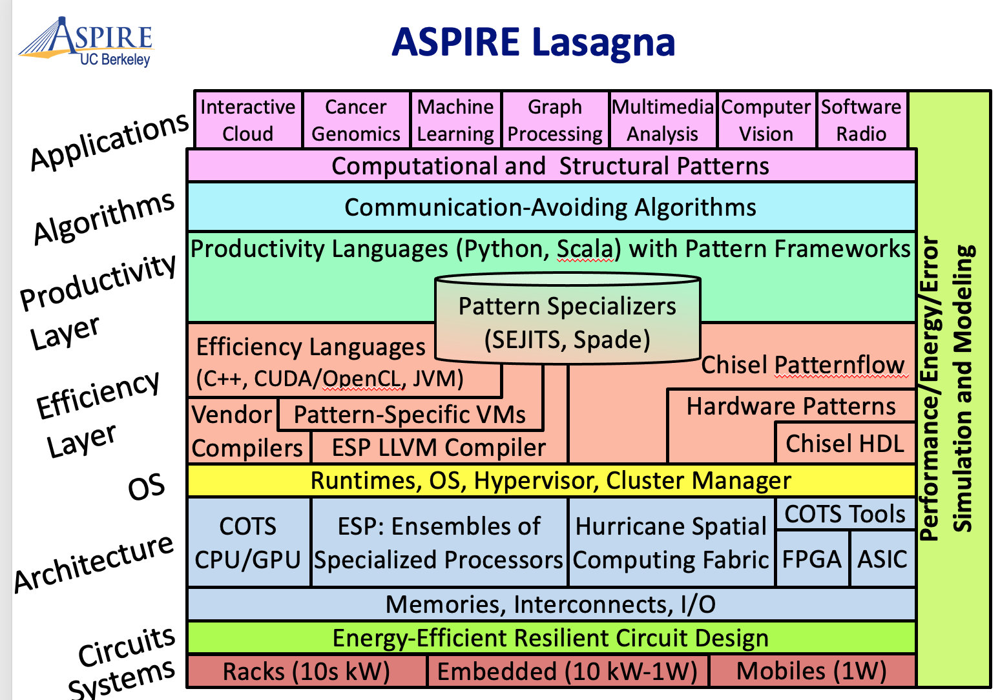 ASPIRE
UC Berkeley
ASPIRE Lasagna
Applications
Interactive
Cloud
Cancer
Genomics
Machine
Learning
Graph
Processing
Multimedia
Analysis
Computer
Vision
Software
Radio
Computational and  Structural Patterns
Algorithms
Communication-Avoiding Algorithms
Productivity
Layer
Productivity Languages (Python, Scala) with Pattern Frameworks
Pattern Specializers
(SEJITS, Spade)
Efficiency
Layer
Efficiency Languages
(C++, CUDA/OpenCL, JVM)
Chisel Patternflow
Vendor
Compilers
Pattern-Specific VMs
ESP LLVM Compiler
Hardware Patterns
Chisel HDL
OS
Runtimes, OS, Hypervisor, Cluster Manager
Architecture
COTS
CPU/GPU
ESP: Ensembles of
Specialized Processors
Hurricane Spatial
Computing Fabric
COTS Tools
FPGA
ASIC
Memories, Interconnects, I/O
Circuits
Energy-Efficient Resilient Circuit Design
Systems
Racks (10s kW)
Embedded (10 kW-1W)
Mobiles (1W)
Performance/Energy/Error
Simulation and Modeling